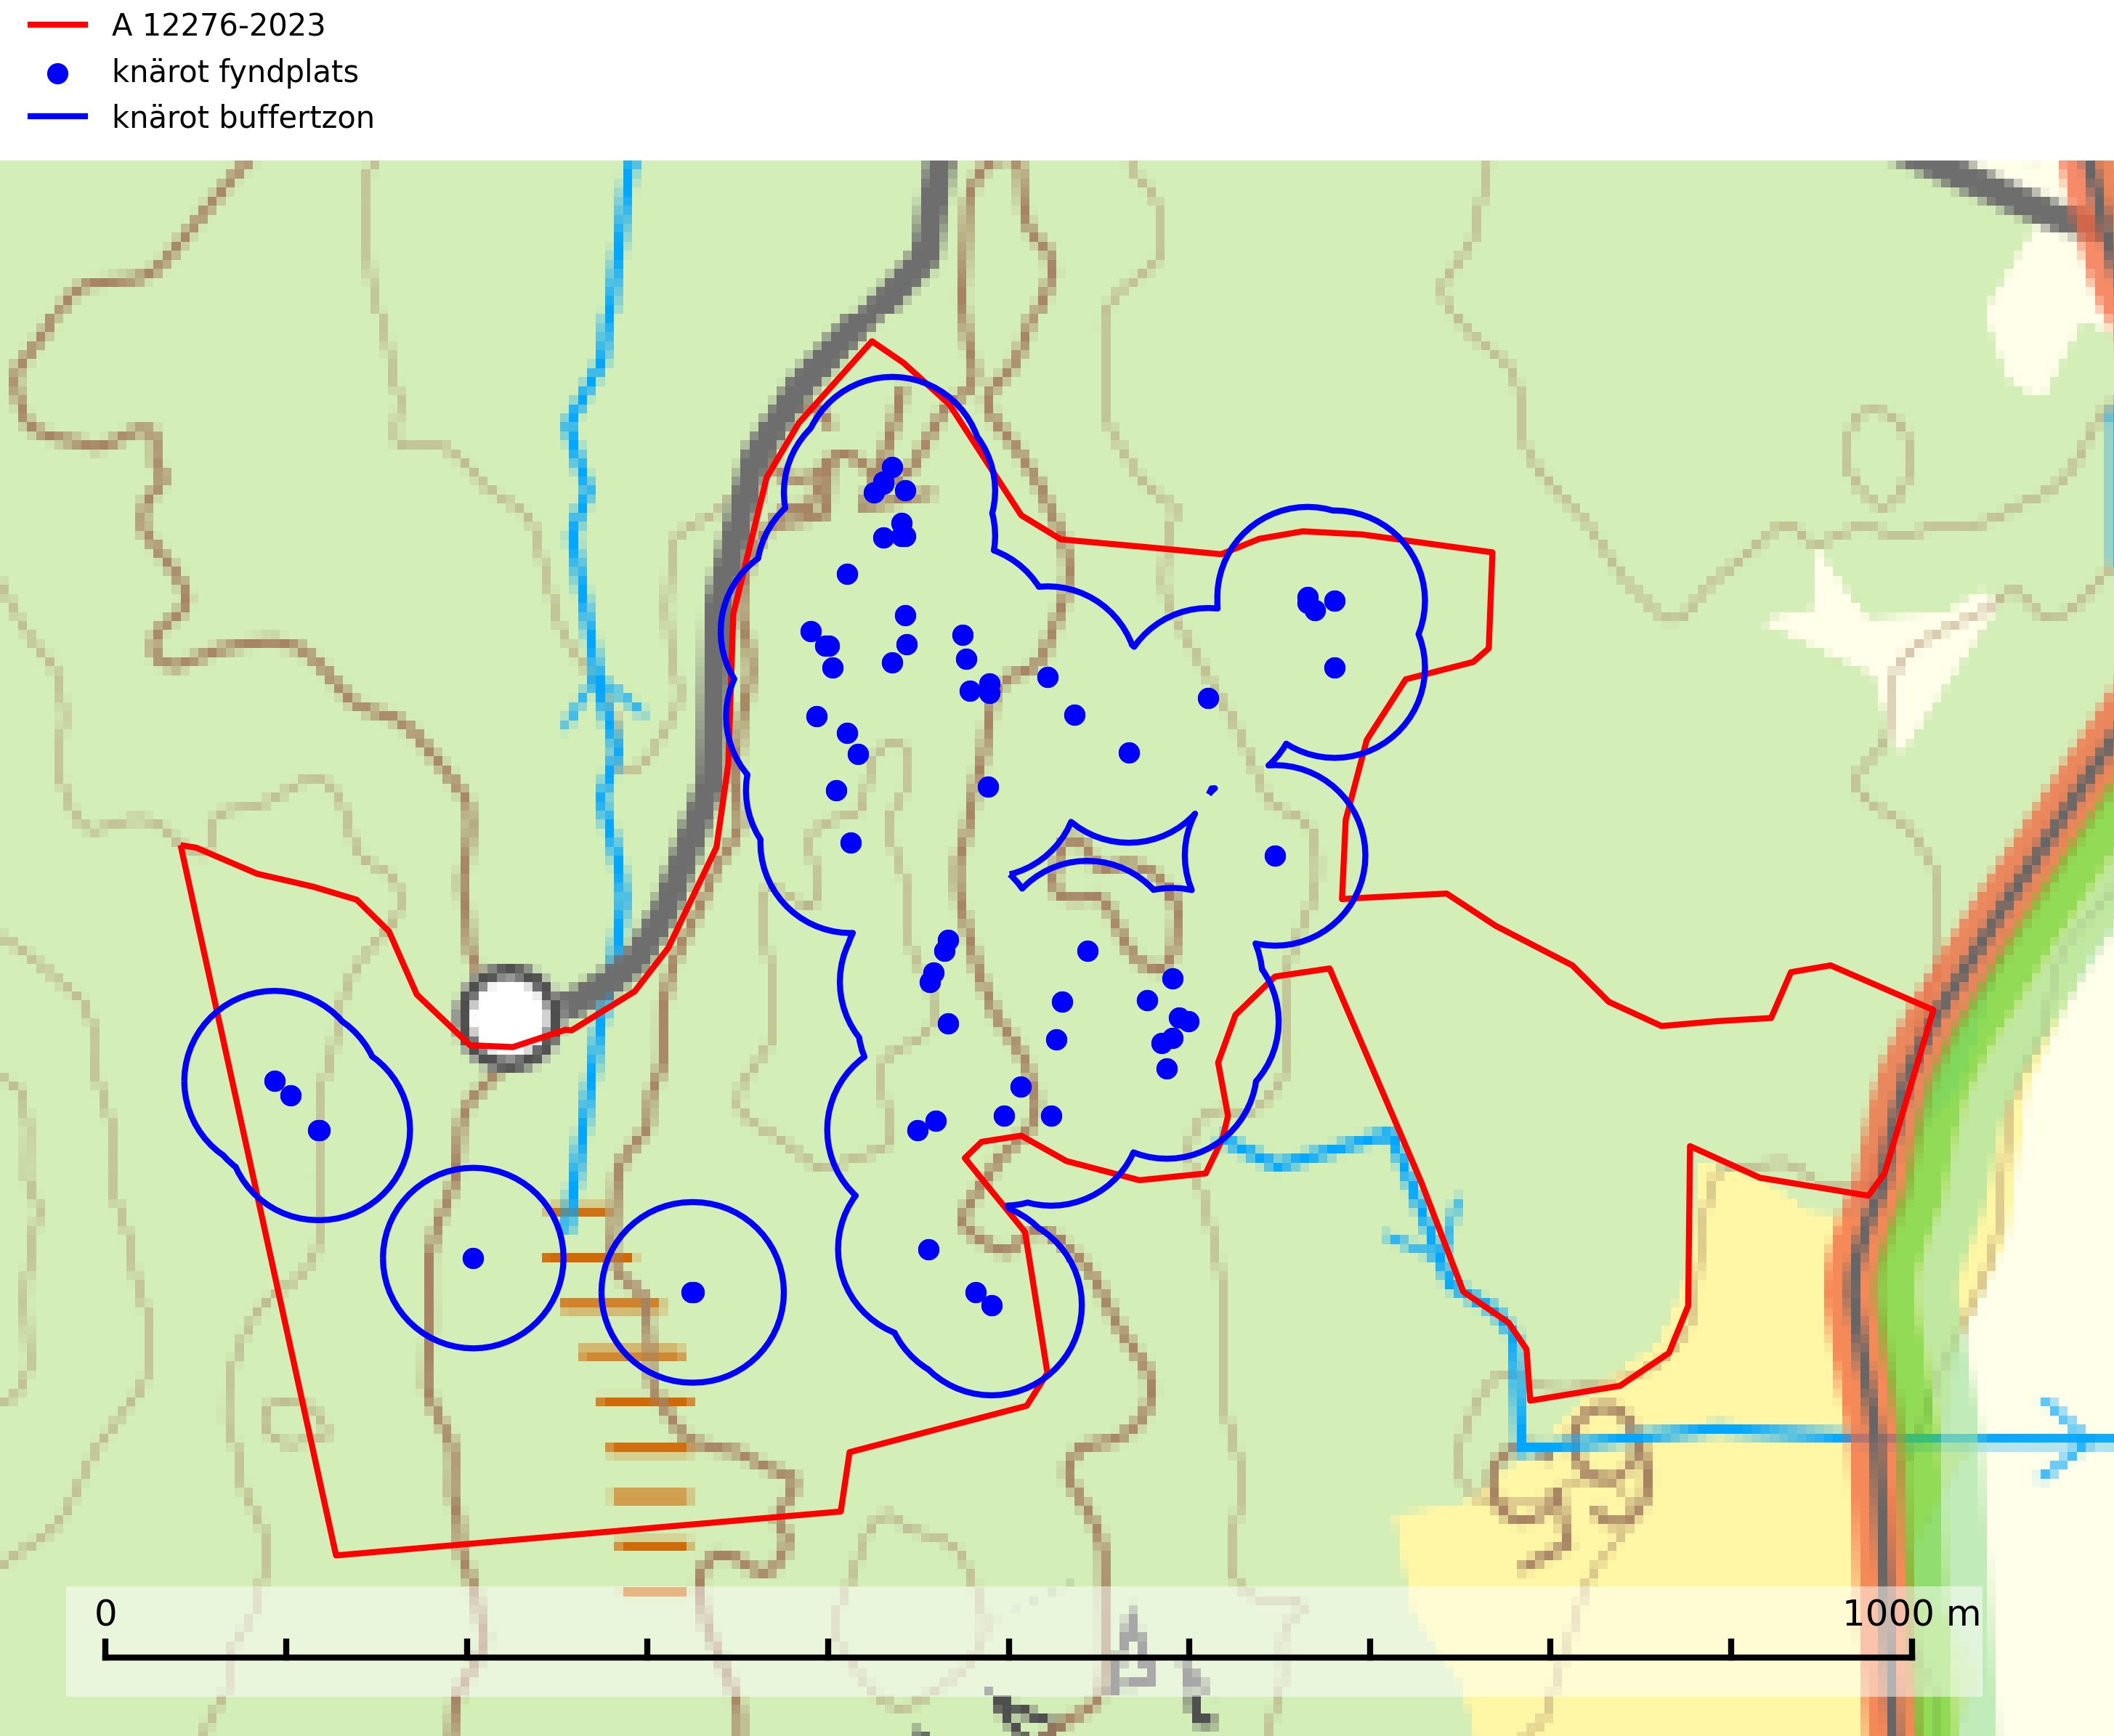 A 12276-2023
knärot fyndplats
knärot buffertzon
0 1000 m